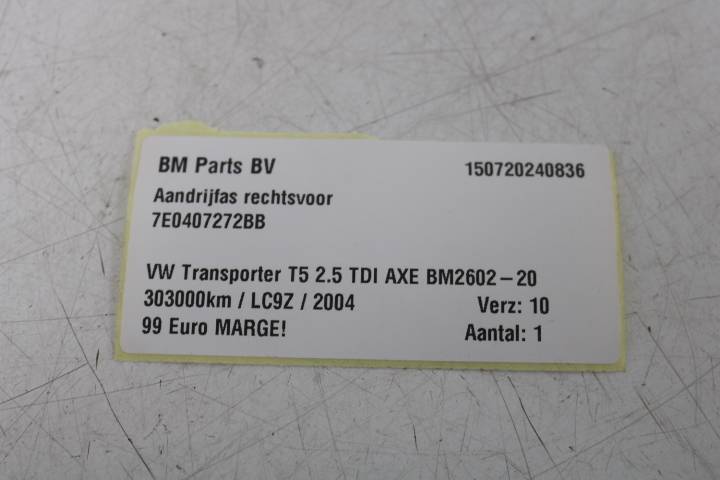 BM Parts BV 150720240836
Aandrijfas rechtsvoor
7E0407272BB
VW Transporter T5 2.5 TDI AXE BM2602-20
303000km / LC9Z / 2004 Verz: 10
99 Euro MARGE! Aantal: 1